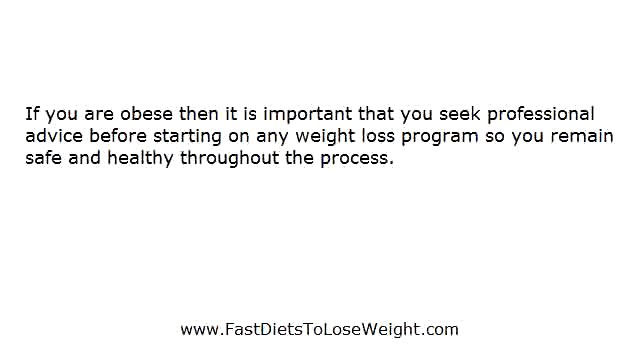 If you are obese then it is important that you seek professional
advice before starting on any weight loss program so you remain
safe and healthy throughout the process.
www.FastDietsToLoseWeight.com